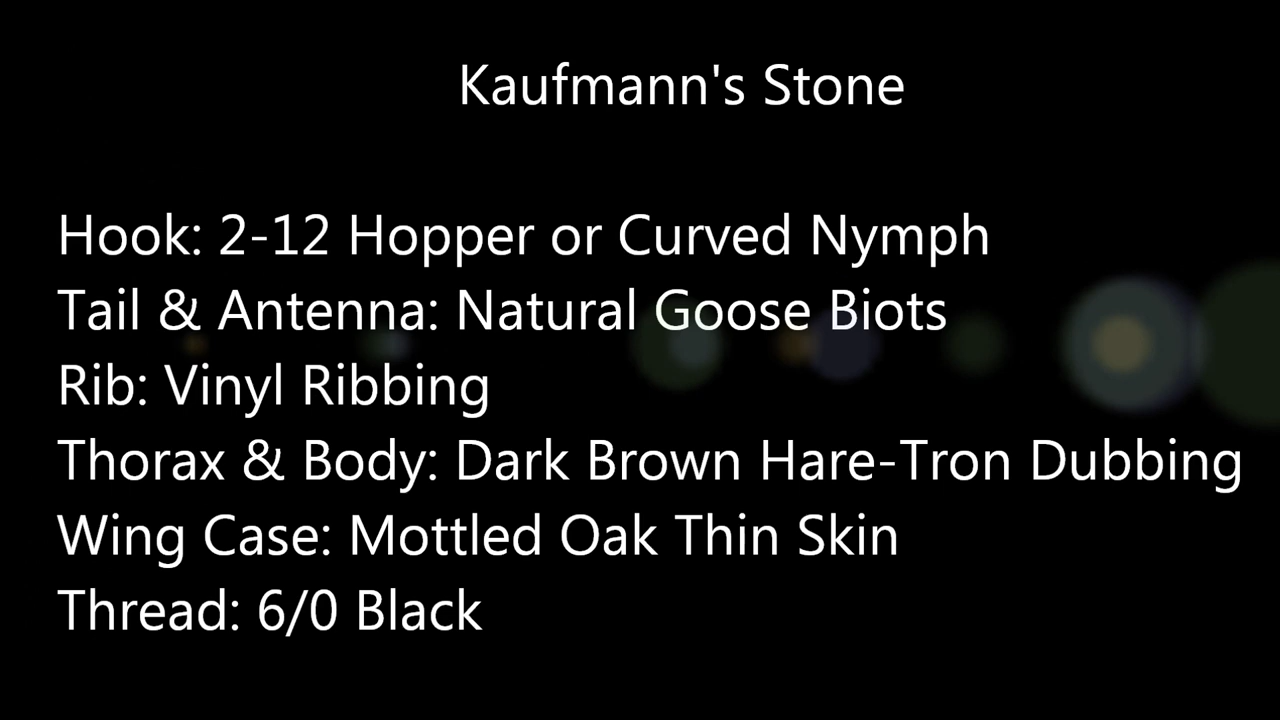 Kaufmann's Stone
Hook: 2-12 Hopper or Curved Nymph
Tail & Antenna: Natural Goose Biots
Rib: Vinyl Ribbing
Thorax & Body: Dark Brown Hare-Tron Dubbing
Wing Case: Mottled Oak Thin Skin
Thread: 6/0 Black